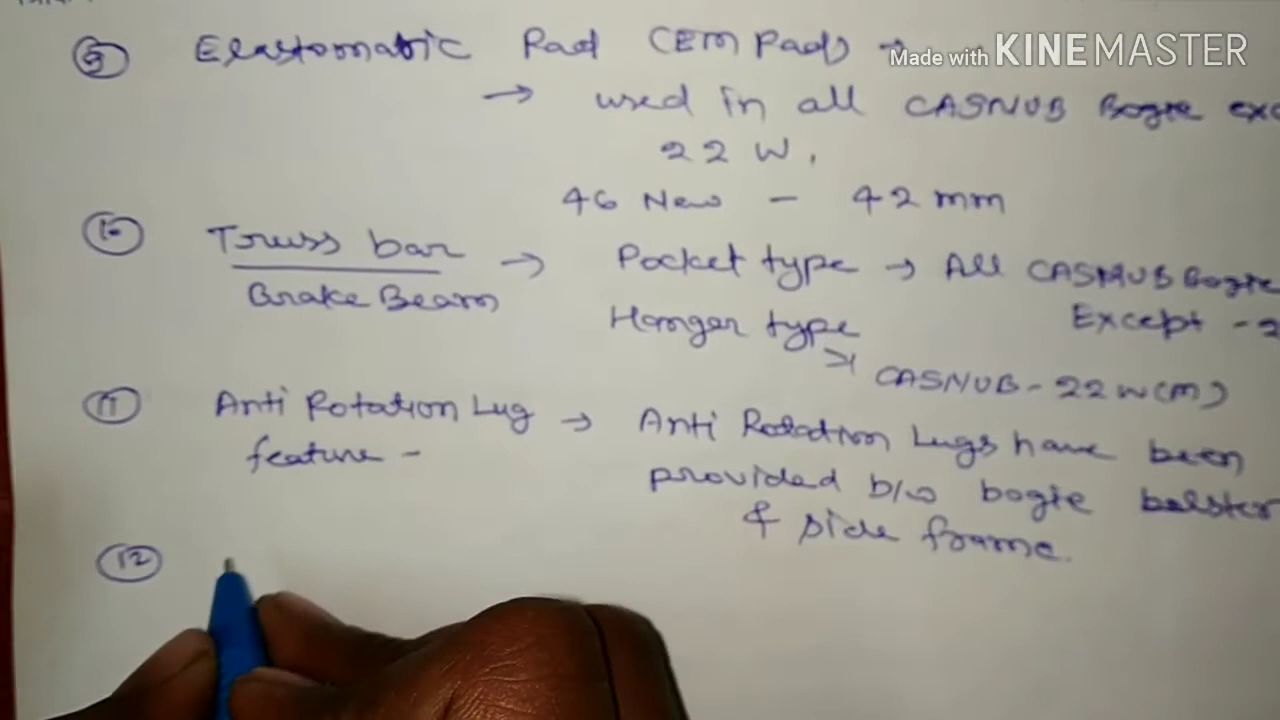 9 Elastomatic Pad (EM Pad) →
Made with KINEMASTER
→ used in all CASNUB Bogie exc
22 W.
46 New - 42 mm
10 Truss bar → Pocket type → All CASNUB Bogie
Brake Beam Hanger type Except - 2
→ CASNUB - 22 W(M)
11 Anti Rotation Lug → Anti Rotation Lugs have been
feature - provided b/w bogie bolster
& side frame.
12